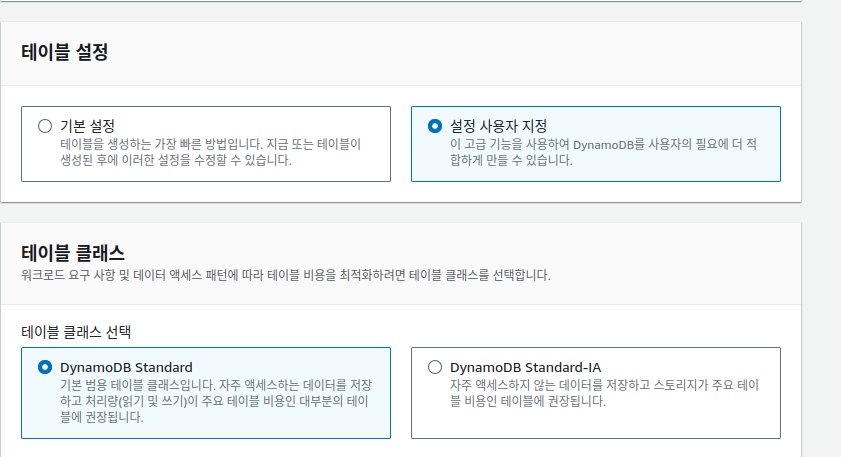 테이블 설정
기본 설정
테이블을 생성하는 가장 빠른 방법입니다. 지금 또는 테이블이
생성된 후에 이러한 설정을 수정할 수 있습니다.
설정 사용자 지정
이 고급 기능을 사용하여 DynamoDB를 사용자의 필요에 더 적
합하게 만들 수 있습니다.
테이블 클래스
워크로드 요구 사항 및 데이터 액세스 패턴에 따라 테이블 비용을 최적화하려면 테이블 클래스를 선택합니다.
테이블 클래스 선택
DynamoDB Standard
기본 범용 테이블 클래스입니다. 자주 액세스하는 데이터를 저장
하고 처리량(읽기 및 쓰기)이 주요 테이블 비용인 대부분의 테이
블에 권장됩니다.
DynamoDB Standard-IA
자주 액세스하지 않는 데이터를 저장하고 스토리지가 주요 테이
블 비용인 테이블에 권장됩니다.